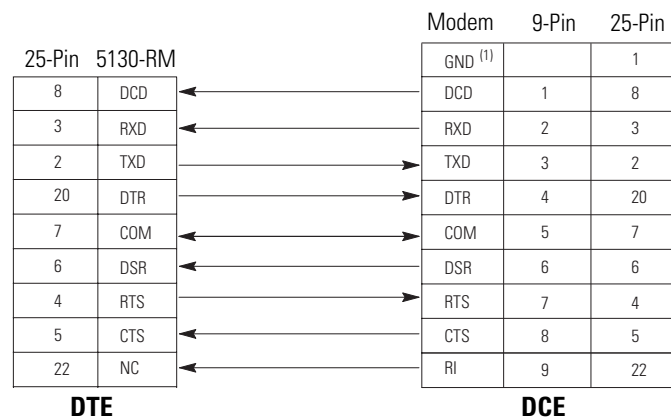 Modem 9-Pin 25-Pin
25-Pin 5130-RM
GND (1) 1
8 DCD DCD 1 8
3 RXD RXD 2 3
2 TXD TXD 3 2
20 DTR DTR 4 20
7 COM COM 5 7
6 DSR DSR 6 6
4 RTS RTS 7 4
5 CTS CTS 8 5
22 NC RI 9 22
DTE DCE